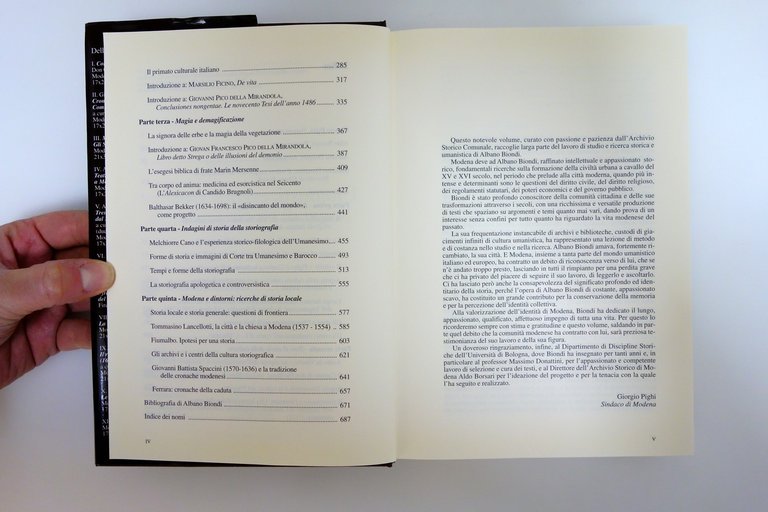 Il primato culturale italiano 285
Introduzione a: MARSILIO FICINO, De vita 317
Introduzione a: GIOVANNI PICO DELLA MIRANDOLA,
Conclusiones nongentae. Le novecento Tesi dell'anno 1486 335
Parte terza - Magia e demagificazione
La signora delle erbe e la magia della vegetazione 367
Introduzione a: GIOVAN FRANCESCO PICO DELLA MIRANDOLA,
Libro detto Strega o delle illusioni del demonio 387
L'esegesi biblica di frate Marin Mersenne 409
Tra corpo ed anima: medicina ed esorcistica nel Seicento
(L'Alexicacon di Candido Brugnoli) 427
Balthasar Bekker (1634-1698): il «disincanto del mondo»,
come progetto 441
Parte quarta - Indagini di storia della storiografia
Melchiorre Cano e l'esperienza storico-filologica dell'Umanesimo 455
Forme di storia e immagini di Corte tra Umanesimo e Barocco 493
Tempi e forme della storiografia 513
La storiografia apologetica e controversistica 555
Parte quinta - Modena e dintorni: ricerche di storia locale
Storia locale e storia generale: questioni di frontiera 577
Tommasino Lancellotti, la città e la chiesa a Modena (1537 - 1554) 585
Fiumalbo. Ipotesi per una storia 603
Gli archivi e i centri della cultura storiografica 621
Giovanni Battista Spaccini (1570-1636) e la tradizione
delle cronache modenesi 641
Ferrara: cronache della caduta 657
Bibliografia di Albano Biondi 671
Indice dei nomi 687
IV
Questo notevole volume, curato con passione e pazienza dall'Archivio
Storico Comunale, raccoglie larga parte del lavoro di studio e ricerca storica e
umanistica di Albano Biondi.
Modena deve ad Albano Biondi, raffinato intellettuale e appassionato sto-
rico, fondamentali ricerche sulla formazione della civiltà urbana a cavallo del
XV e XVI secolo, nel periodo che prelude alla città moderna, quando più in-
tense e determinanti sono le questioni del diritto civile, del diritto religioso,
dei regolamenti statutari, dei poteri economici e del governo pubblico.
Biondi è stato profondo conoscitore della comunità cittadina e delle sue
trasformazioni attraverso i secoli, con una ricchissima e versatile produzione
di testi che spaziano su argomenti e temi quanto mai vari, dando prova di un
interesse senza confini per tutto quanto ha riguardato la vita modenese del
passato.
La sua frequentazione instancabile di archivi e biblioteche, custodi di gia-
cimenti infiniti di cultura umanistica, ha rappresentato una lezione di metodo
e di costanza nello studio e nella ricerca. Albano Biondi amava, fortemente ri-
cambiato, la sua città. E Modena, insieme a tanta parte del mondo umanistico
italiano ed europeo, ha contratto un debito di riconoscenza verso di lui, che se
n'è andato troppo presto, lasciando in tutti il rimpianto per una perdita grave
che ci ha privato del piacere di seguire il suo lavoro, di leggerlo e ascoltarlo.
Ci ha lasciato però anche la consapevolezza del significato profondo ed iden-
titario della storia, perché l'opera di Albano Biondi di costante, appassionato
scavo, ha costituito un grande contributo per la conservazione della memoria
e per la percezione dell'identità collettiva.
Alla valorizzazione dell'identità di Modena, Biondi ha dedicato il lungo,
appassionato, qualificato, affettuoso impegno di tutta una vita. Per questo lo
ricorderemo sempre con stima e gratitudine e questo volume, saldando in par-
te quel debito che la comunità modenese ha contratto con lui, sarà preziosa te-
stimonianza del suo lavoro e della sua figura.
Un doveroso ringraziamento, infine, al Dipartimento di Discipline Stori-
che dell'Università di Bologna, dove Biondi ha insegnato per tanti anni e, in
particolare al professor Massimo Donattini, per l'appassionato e competente
lavoro di selezione e cura dei testi, e al Direttore dell'Archivio Storico di Mo-
dena Aldo Borsari per l'ideazione del progetto e per la tenacia con la quale
l'ha seguito e realizzato.
Giorgio Pighi
Sindaco di Modena
V